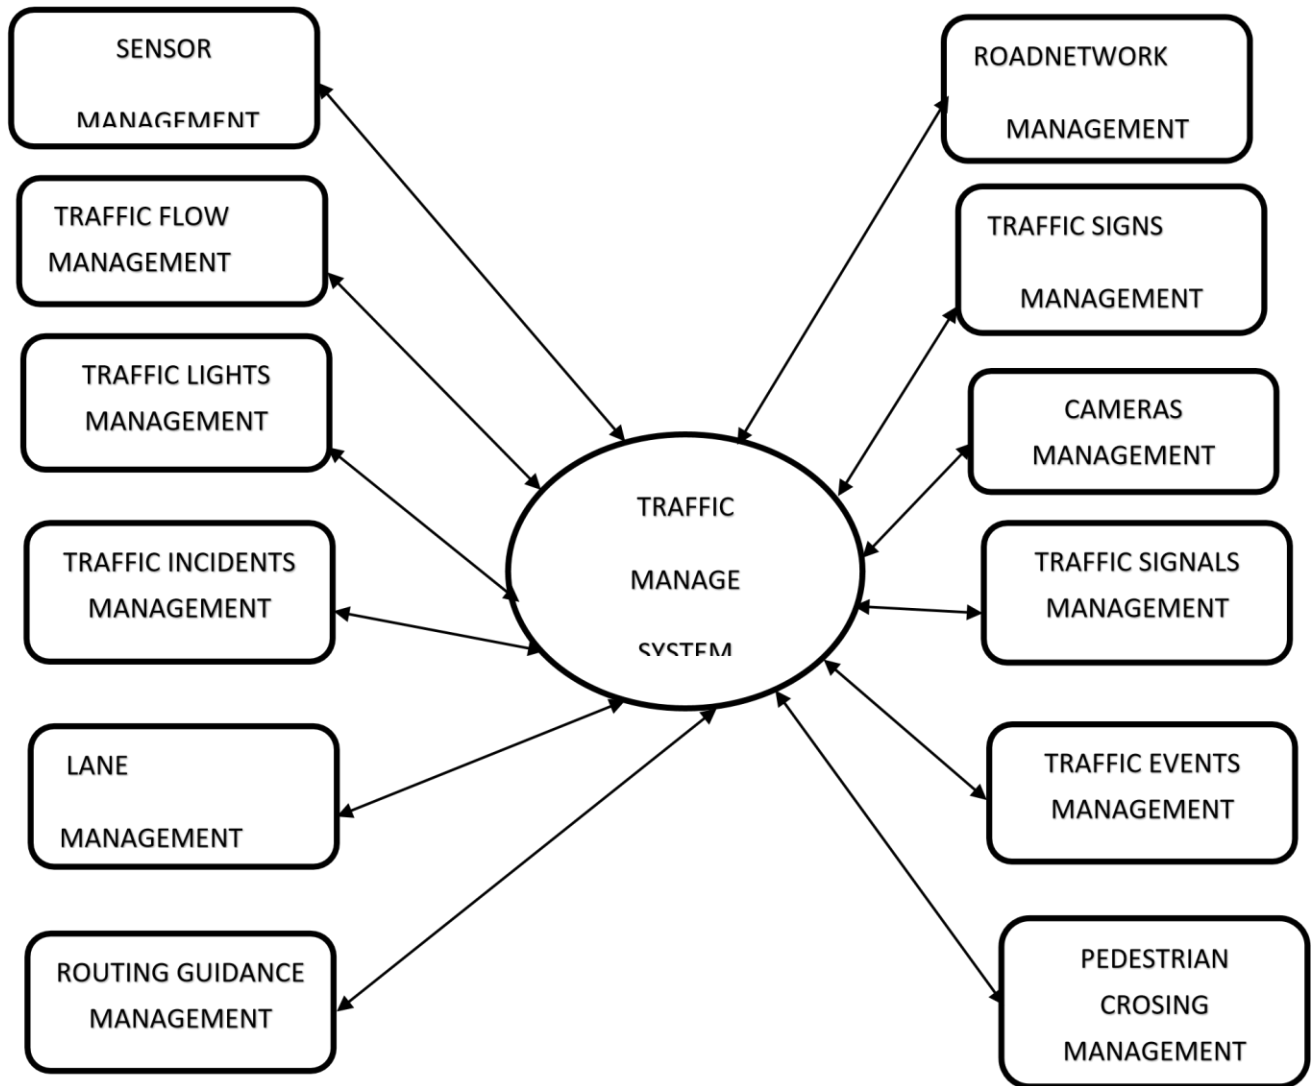 SENSOR
MANAGEMENT
TRAFFIC FLOW
MANAGEMENT
TRAFFIC LIGHTS
MANAGEMENT
TRAFFIC INCIDENTS
MANAGEMENT
LANE
MANAGEMENT
ROUTING GUIDANCE
MANAGEMENT
TRAFFIC
MANAGE
SYSTEM
ROADNETWORK
MANAGEMENT
TRAFFIC SIGNS
MANAGEMENT
CAMERAS
MANAGEMENT
TRAFFIC SIGNALS
MANAGEMENT
TRAFFIC EVENTS
MANAGEMENT
PEDESTRIAN
CROSING
MANAGEMENT